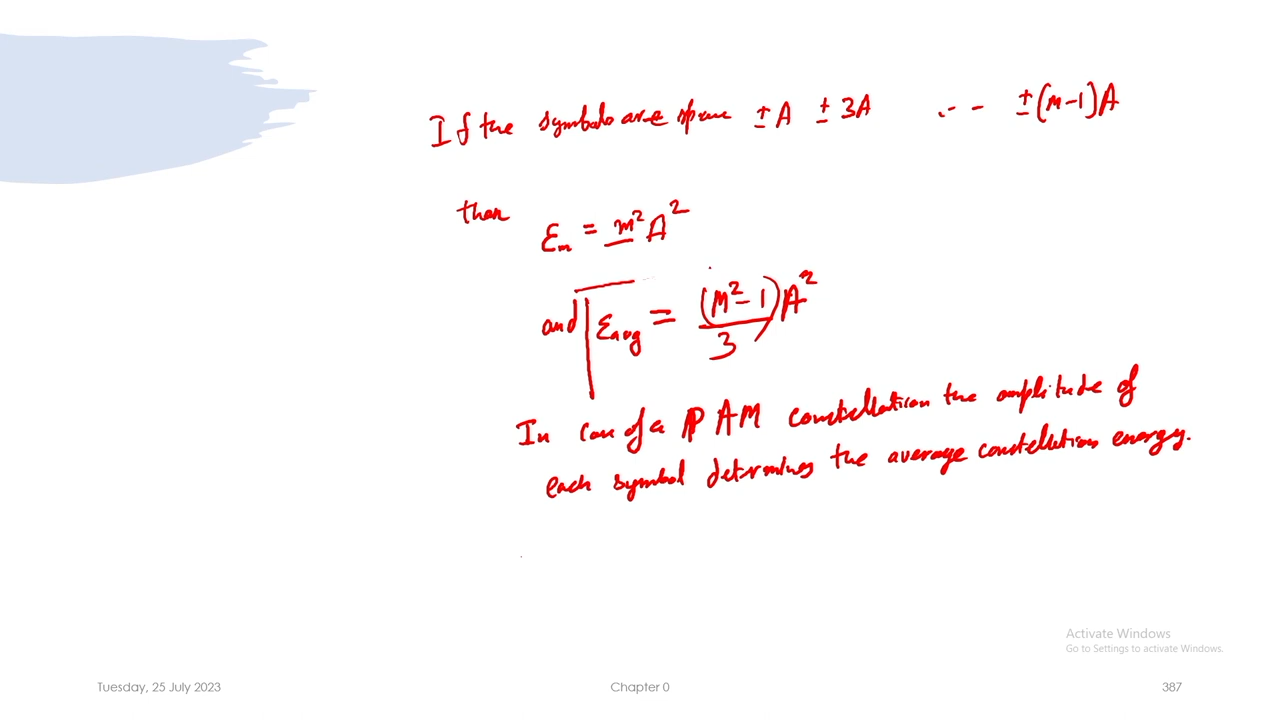 If the symbols are space ± A ± 3A .-- ±(M-1)A
then
Em = m²A²
and Eavg = (M²-1)A² / 3
In case of a PAM constellation the amplitude of
each symbol determines the average constellation energy.
Activate Windows
Go to Settings to activate Windows.
Tuesday, 25 July 2023 Chapter 0 387